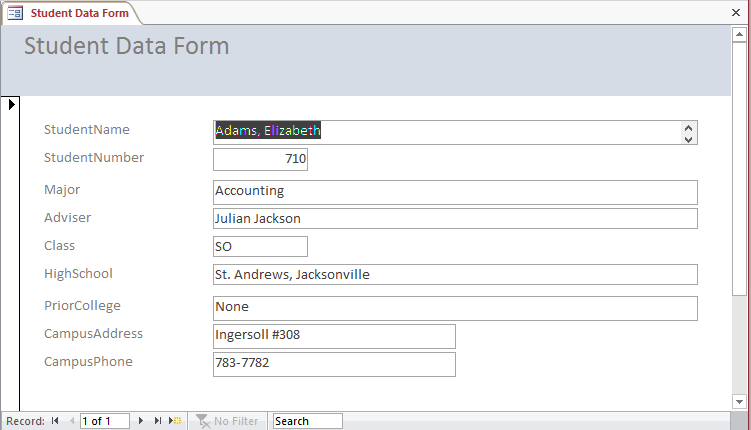 Student Data Form
Student Data Form
StudentName Adams, Elizabeth
StudentNumber 710
Major Accounting
Adviser Julian Jackson
Class SO
HighSchool St. Andrews, Jacksonville
PriorCollege None
CampusAddress Ingersoll #308
CampusPhone 783-7782
Record: 1 of 1 No Filter Search